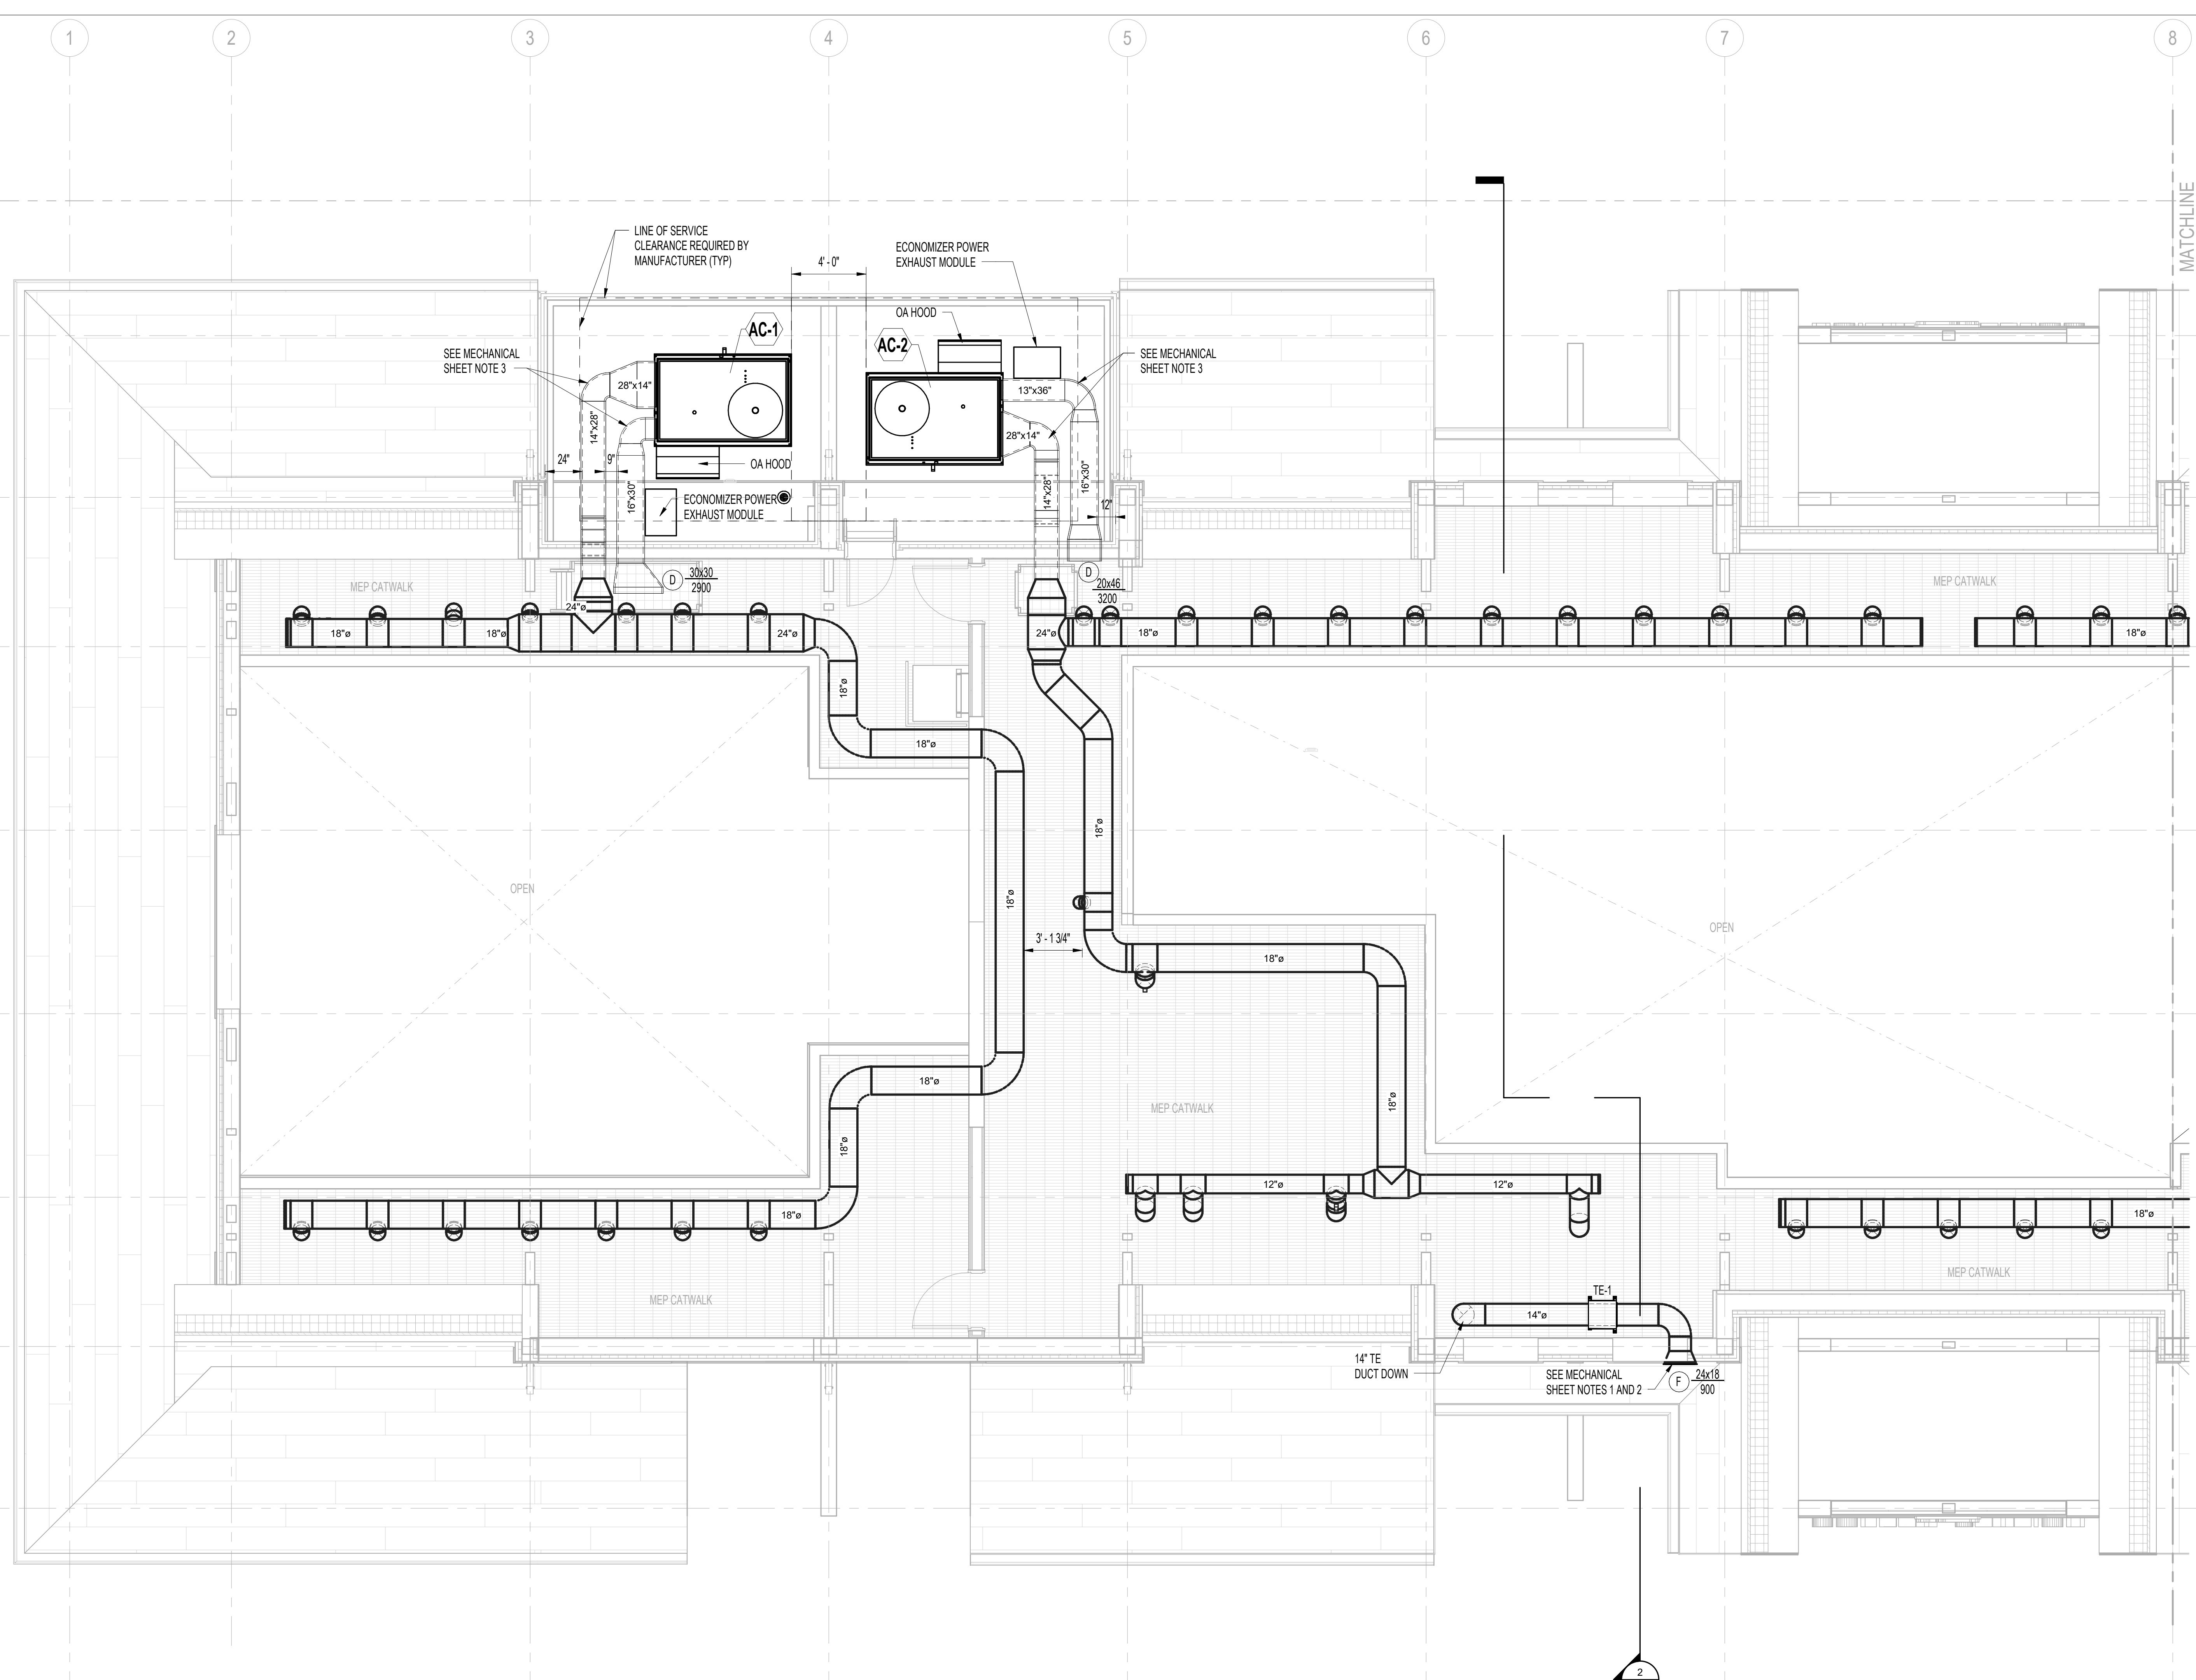 1
2
3
4
5
6
7
8
MATCHLINE
LINE OF SERVICE
CLEARANCE REQUIRED BY
MANUFACTURER (TYP)
4' - 0"
ECONOMIZER POWER
EXHAUST MODULE
OA HOOD
AC-1
AC-2
SEE MECHANICAL
SHEET NOTE 3
SEE MECHANICAL
SHEET NOTE 3
28"x14"
13"x36"
14"x28"
28"x14"
24"
9"
OA HOOD
16"x30"
ECONOMIZER POWER
EXHAUST MODULE
14"x28"
16"x30"
12"
MEP CATWALK
D
30x30
2900
D
20x46
3200
MEP CATWALK
24"ø
18"ø
18"ø
24"ø
24"ø
18"ø
18"ø
18"ø
18"ø
18"ø
OPEN
18"ø
3' - 1 3/4"
18"ø
OPEN
18"ø
18"ø
MEP CATWALK
18"ø
18"ø
12"ø
12"ø
18"ø
18"ø
MEP CATWALK
MEP CATWALK
TE-1
14"ø
14" TE
DUCT DOWN
SEE MECHANICAL
SHEET NOTES 1 AND 2
F
24x18
900
2